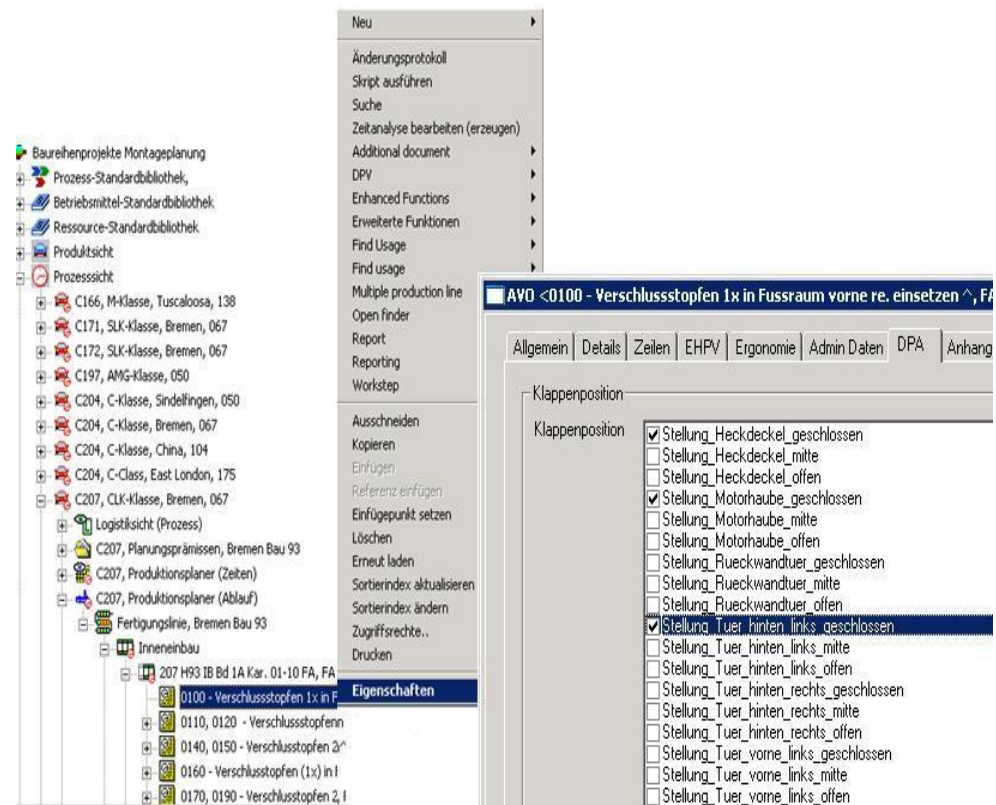 Neu
Änderungsprotokoll
Skript ausführen
Suche
Zeitanalyse bearbeiten (erzeugen)
Additional document
DPV
Enhanced Functions
Erweiterte Funktionen
Find Usage
Find usage
Multiple production line
Open finder
Report
Reporting
Workstep
Ausschneiden
Kopieren
Einfügen
Referenz einfügen
Einfügepunkt setzen
Löschen
Erneut laden
Sortierindex aktualisieren
Sortierindex ändern
Zugriffsrechte..
Drucken
Eigenschaften
Baureihenprojekte Montageplanung
Prozess-Standardbibliothek,
Betriebsmittel-Standardbibliothek
Ressource-Standardbibliothek
Produktsicht
Prozesssicht
C166, M-Klasse, Tuscaloosa, 138
C171, SLK-Klasse, Bremen, 067
C172, SLK-Klasse, Bremen, 067
C197, AMG-Klasse, 050
C204, C-Klasse, Sindelfingen, 050
C204, C-Klasse, Bremen, 067
C204, C-Klasse, China, 104
C204, C-Class, East London, 175
C207, CLK-Klasse, Bremen, 067
Logistiksicht (Prozess)
C207, Planungsprämissen, Bremen Bau 93
C207, Produktionsplaner (Zeiten)
C207, Produktionsplaner (Ablauf)
Fertigungslinie, Bremen Bau 93
Inneneinbau
207 H93 IB Bd 1A Kar. 01-10 FA, FA
0100 - Verschlussstopfen 1x in F
0110, 0120 - Verschlussstopfenn
0140, 0150 - Verschlusstopfen 2x^
0160 - Verschlusstopfen (1x) in f
0170, 0190 - Verschlusstopfen 2, F
AVO <0100 - Verschlussstopfen 1x in Fussraum vorne re. einsetzen ^, FA
Allgemein Details Zeilen EHPV Ergonomie Admin Daten DPA Anhang
Klappenposition
Klappenposition
Stellung_Heckdeckel_geschlossen
Stellung_Heckdeckel_mitte
Stellung_Heckdeckel_offen
Stellung_Motorhaube_geschlossen
Stellung_Motorhaube_mitte
Stellung_Motorhaube_offen
Stellung_Rueckwandtuer_geschlossen
Stellung_Rueckwandtuer_mitte
Stellung_Rueckwandtuer_offen
Stellung_Tuer_hinten_links_geschlossen
Stellung_Tuer_hinten_links_mitte
Stellung_Tuer_hinten_links_offen
Stellung_Tuer_hinten_rechts_geschlossen
Stellung_Tuer_hinten_rechts_mitte
Stellung_Tuer_hinten_rechts_offen
Stellung_Tuer_vorne_links_geschlossen
Stellung_Tuer_vorne_links_mitte
Stellung_Tuer_vorne_links_offen